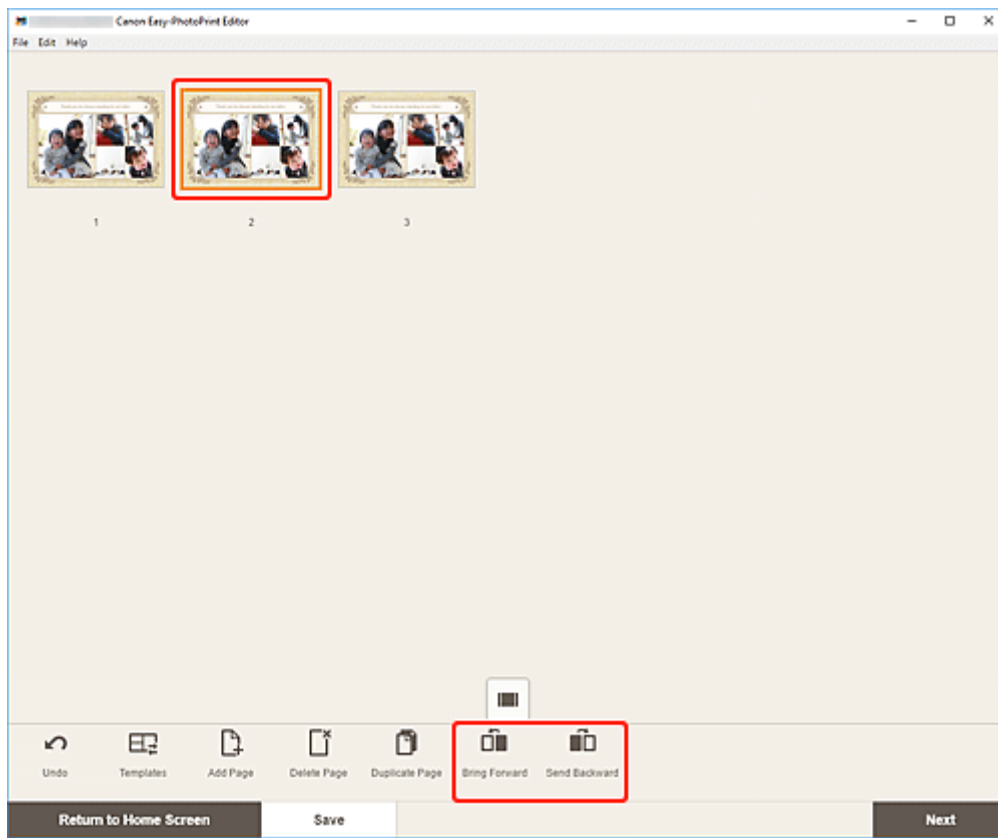 Canon Easy-PhotoPrint Editor
File Edit Help
1 2 3
Undo Templates Add Page Delete Page Duplicate Page Bring Forward Send Backward
Return to Home Screen Save Next